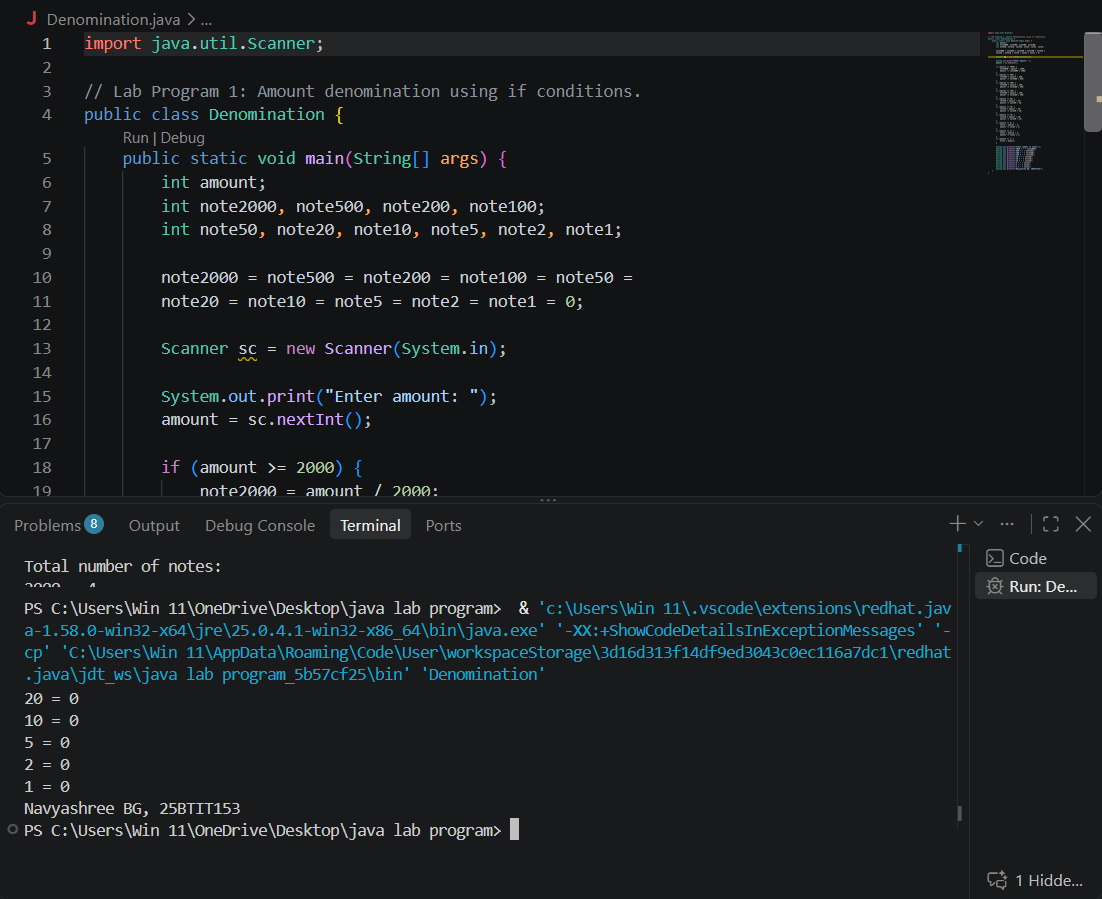 J Denomination.java > ...
1 import java.util.Scanner;
2
3 // Lab Program 1: Amount denomination using if conditions.
4 public class Denomination {
Run | Debug
5 public static void main(String[] args) {
6 int amount;
7 int note2000, note500, note200, note100;
8 int note50, note20, note10, note5, note2, note1;
9
10 note2000 = note500 = note200 = note100 = note50 =
11 note20 = note10 = note5 = note2 = note1 = 0;
12
13 Scanner sc = new Scanner(System.in);
14
15 System.out.print("Enter amount: ");
16 amount = sc.nextInt();
17
18 if (amount >= 2000) {
19 note2000 = amount / 2000;
Problems 8 Output Debug Console Terminal Ports
Total number of notes:
PS C:\Users\Win 11\OneDrive\Desktop\java lab program> & 'c:\Users\Win 11\.vscode\extensions\redhat.jav
a-1.58.0-win32-x64\jre\25.0.4.1-win32-x86_64\bin\java.exe' '-XX:+ShowCodeDetailsInExceptionMessages' '-
cp' 'C:\Users\Win 11\AppData\Roaming\Code\User\workspaceStorage\3d16d313f14df9ed3043c0ec116a7dc1\redhat
.java\jdt_ws\java lab program_5b57cf25\bin' 'Denomination'
20 = 0
10 = 0
5 = 0
2 = 0
1 = 0
Navyashree BG, 25BTIT153
PS C:\Users\Win 11\OneDrive\Desktop\java lab program>
Code
Run: De...
1 Hidde...